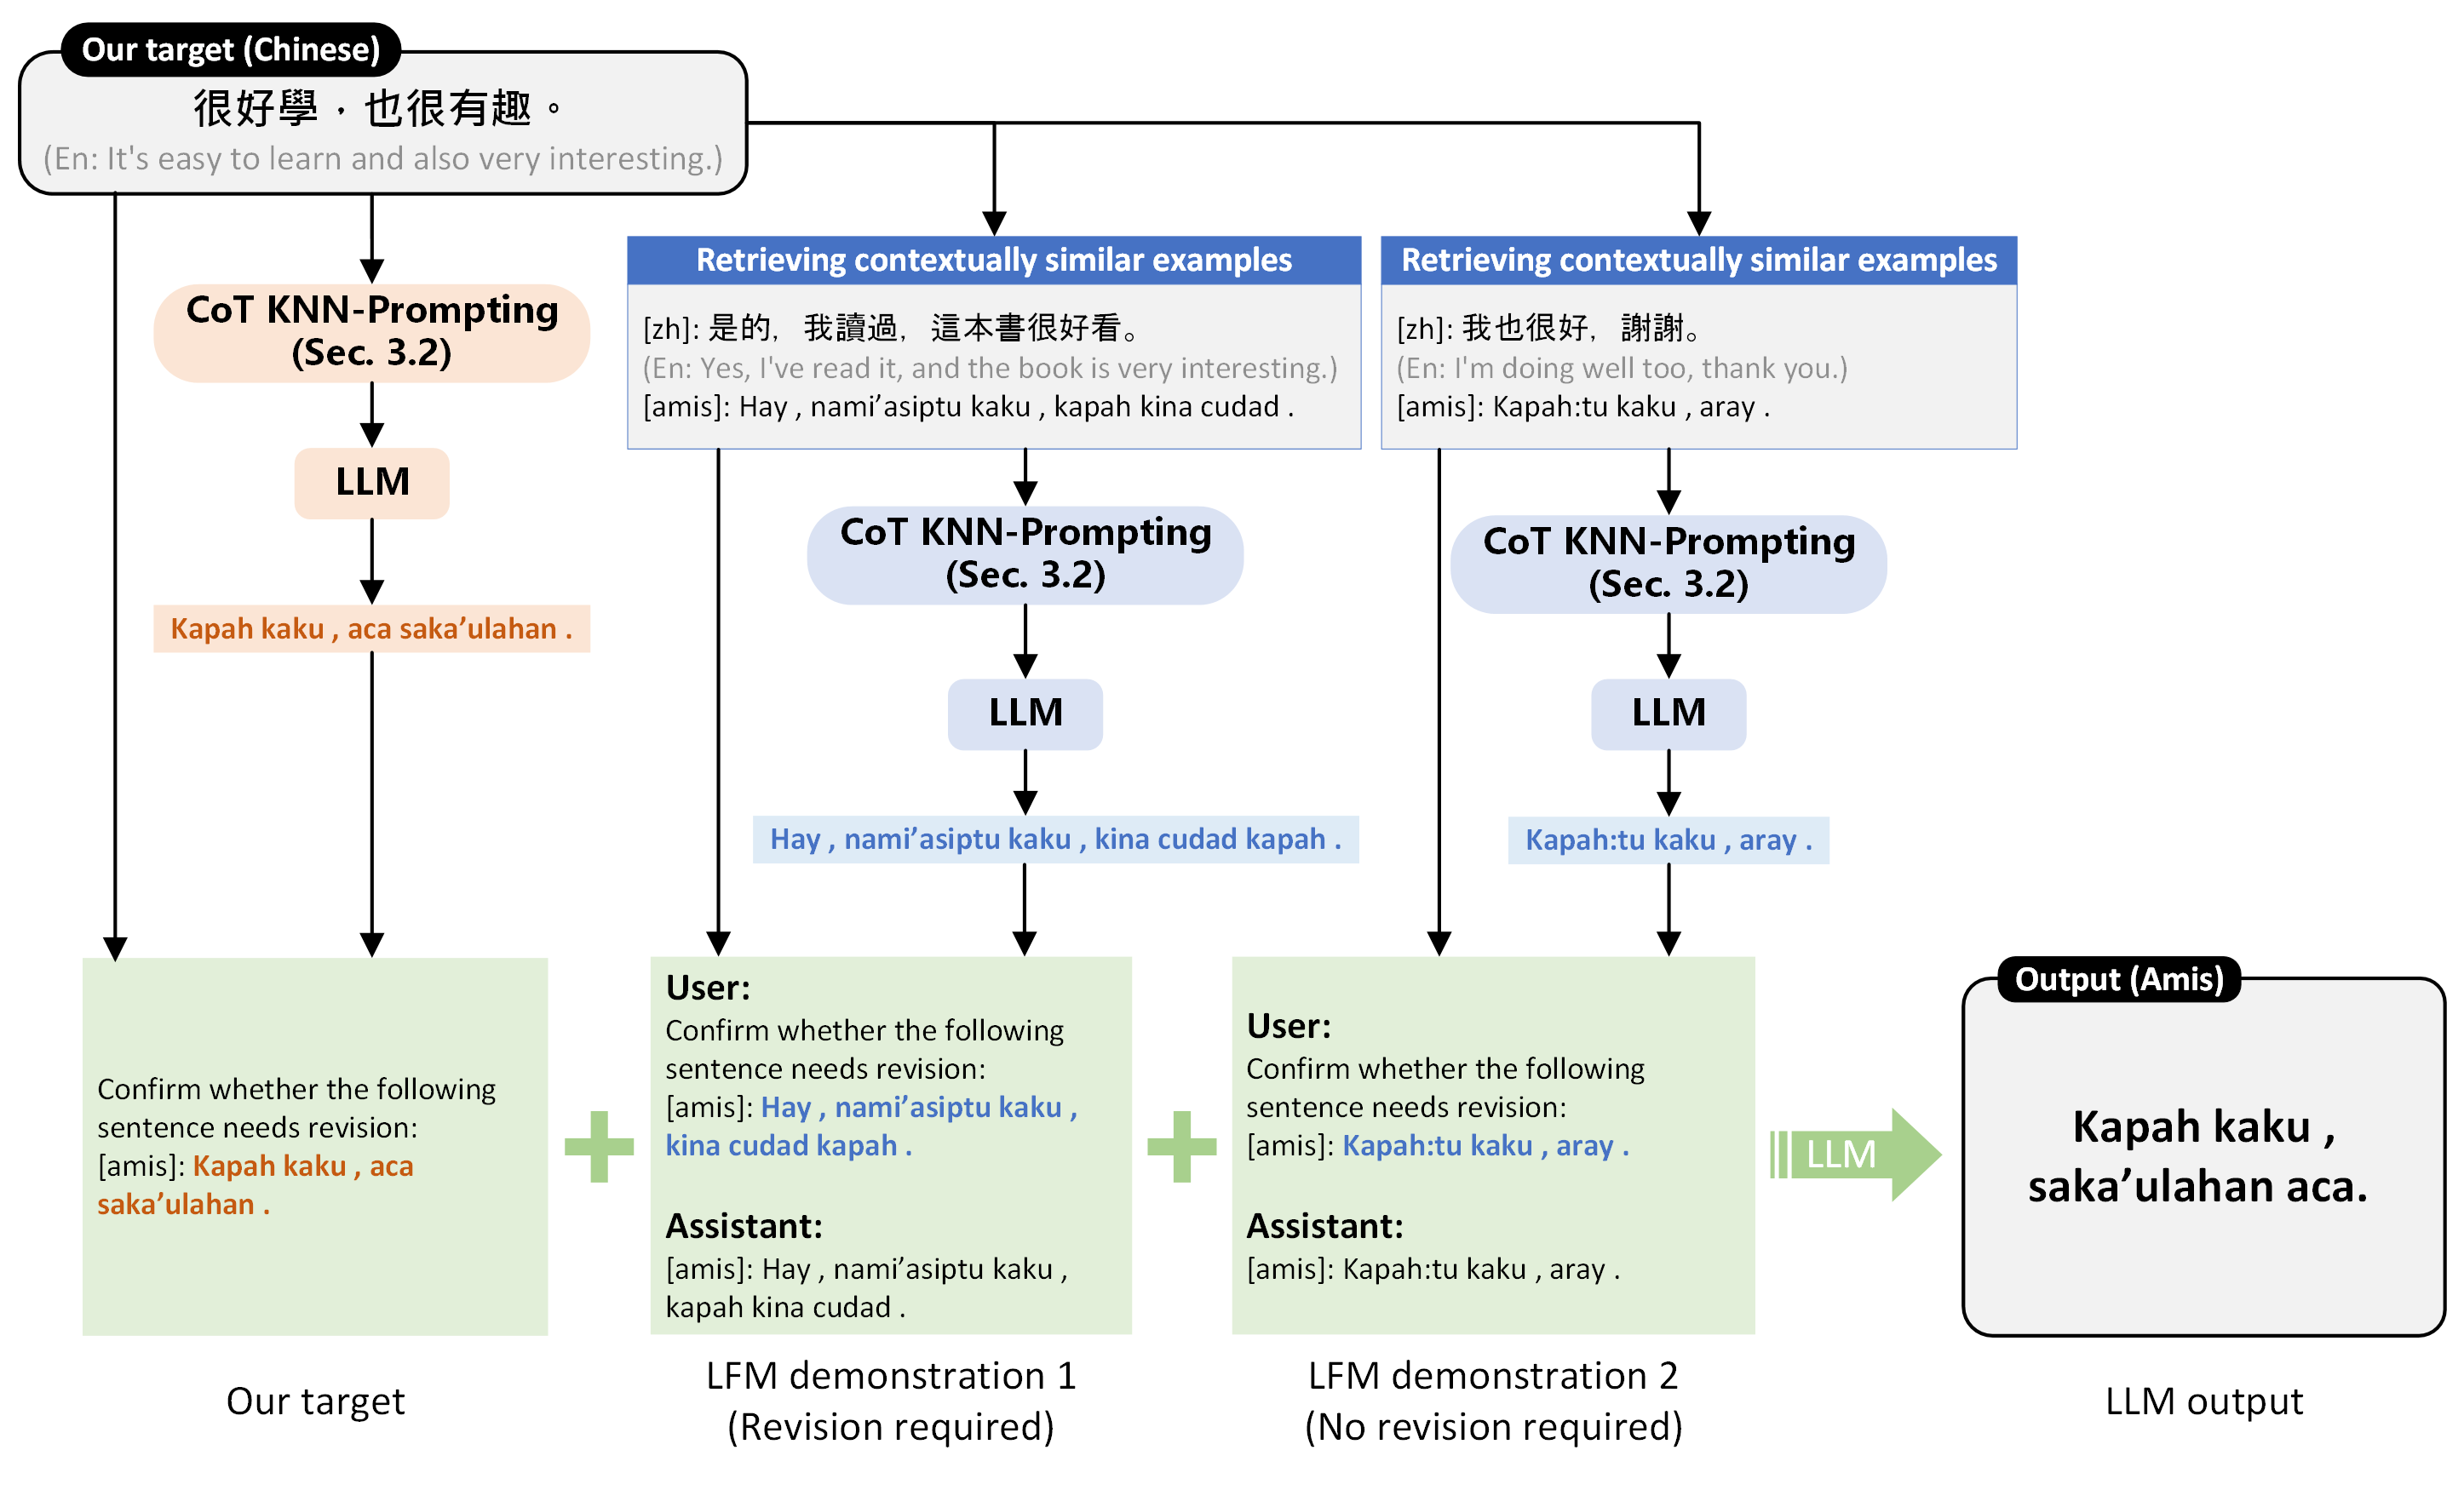 Our target (Chinese)
很好學，也很有趣。
(En: It's easy to learn and also very interesting.)
CoT KNN-Prompting
(Sec. 3.2)
LLM
Kapah kaku , aca saka’ulahan .
Retrieving contextually similar examples
[zh]: 是的，我讀過，這本書很好看。
(En: Yes, I've read it, and the book is very interesting.)
[amis]: Hay , nami’asiptu kaku , kapah kina cudad .
CoT KNN-Prompting
(Sec. 3.2)
LLM
Hay , nami’asiptu kaku , kina cudad kapah .
Retrieving contextually similar examples
[zh]: 我也很好，謝謝。
(En: I'm doing well too, thank you.)
[amis]: Kapah:tu kaku , aray .
CoT KNN-Prompting
(Sec. 3.2)
LLM
Kapah:tu kaku , aray .
Confirm whether the following
sentence needs revision:
[amis]: Kapah kaku , aca
saka’ulahan .
Our target
User:
Confirm whether the following
sentence needs revision:
[amis]: Hay , nami’asiptu kaku ,
kina cudad kapah .
Assistant:
[amis]: Hay , nami’asiptu kaku ,
kapah kina cudad .
LFM demonstration 1
(Revision required)
User:
Confirm whether the following
sentence needs revision:
[amis]: Kapah:tu kaku , aray .
Assistant:
[amis]: Kapah:tu kaku , aray .
LFM demonstration 2
(No revision required)
LLM
Output (Amis)
Kapah kaku ,
saka’ulahan aca.
LLM output